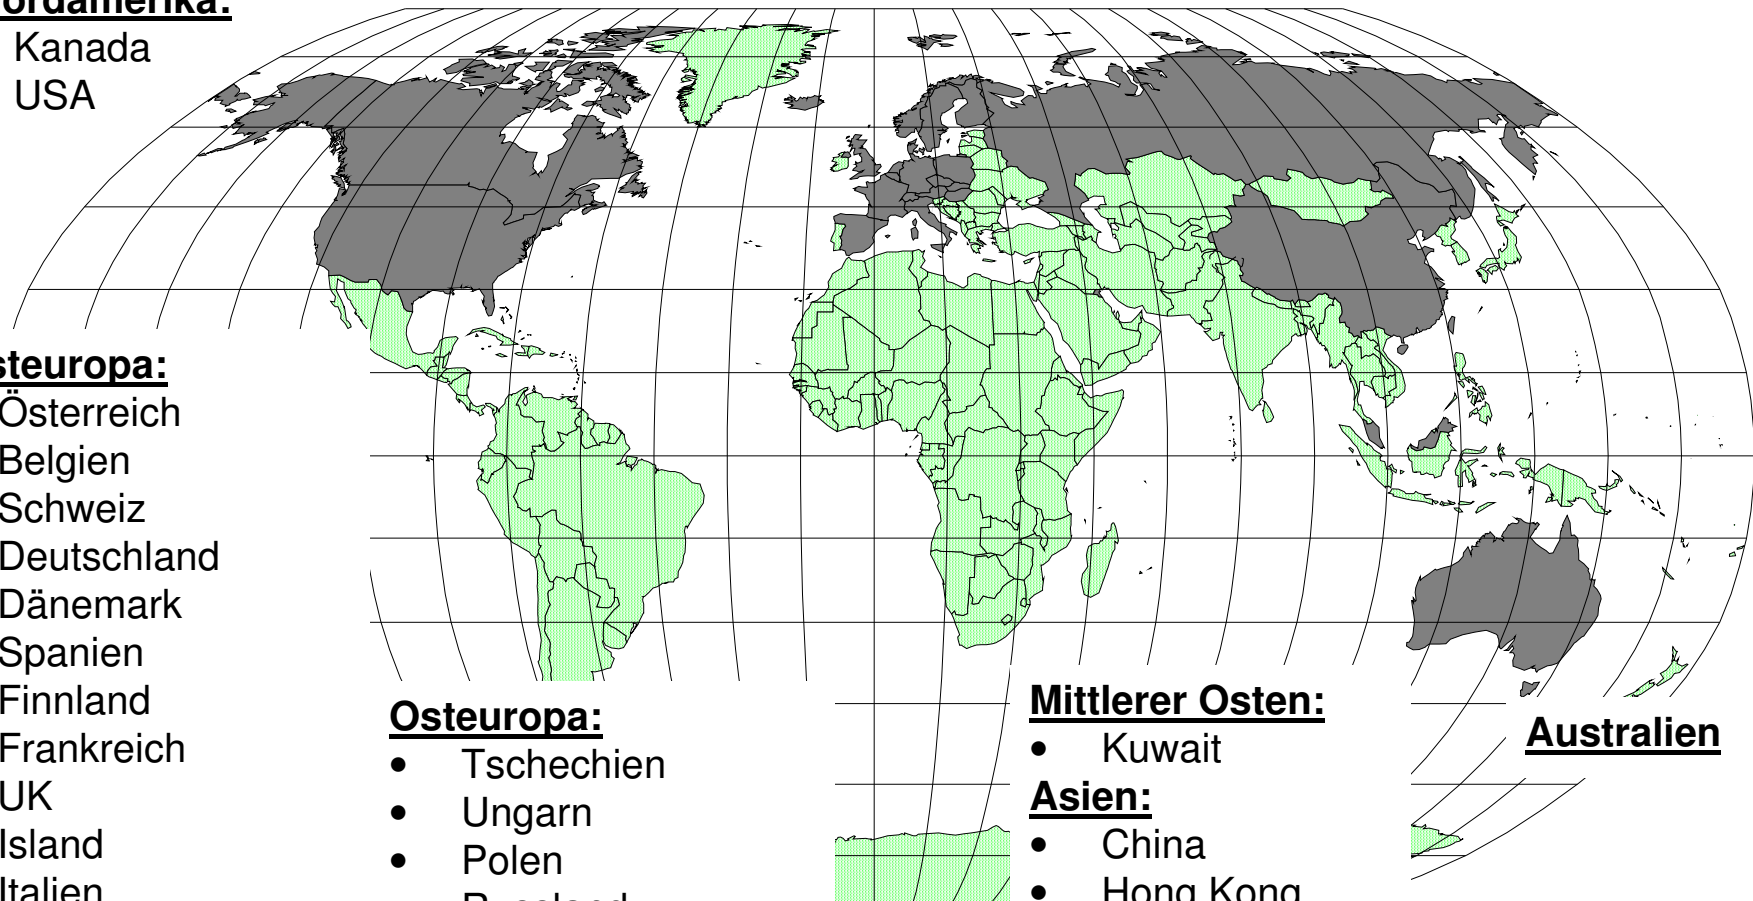 ordamerika:
Kanada
USA
steuropa:
Österreich
Belgien
Schweiz
Deutschland
Dänemark
Spanien
Finnland
Frankreich
UK
Island
Italien
Osteuropa:
• Tschechien
• Ungarn
• Polen
Russland
Mittlerer Osten:
• Kuwait
Asien:
• China
• Hong Kong
Australien